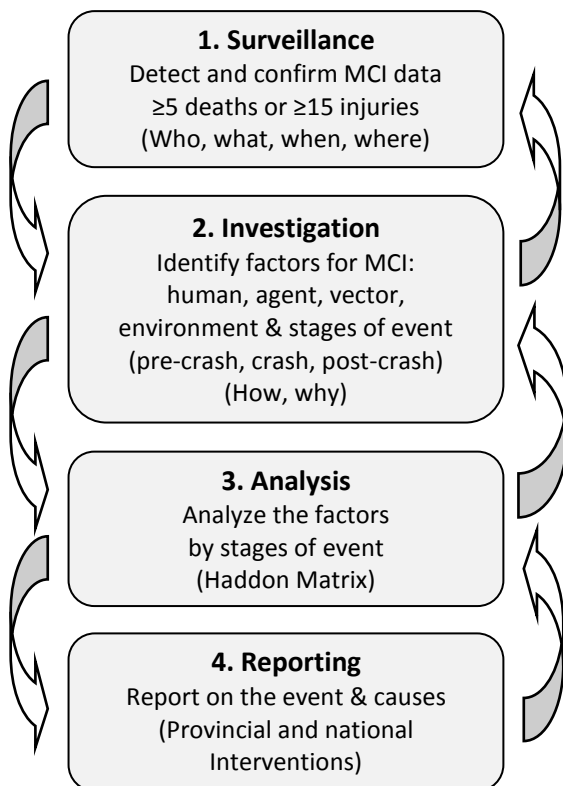 1. Surveillance
Detect and confirm MCI data
≥5 deaths or ≥15 injuries
(Who, what, when, where)
2. Investigation
Identify factors for MCI:
human, agent, vector,
environment & stages of event
(pre-crash, crash, post-crash)
(How, why)
3. Analysis
Analyze the factors
by stages of event
(Haddon Matrix)
4. Reporting
Report on the event & causes
(Provincial and national
Interventions)